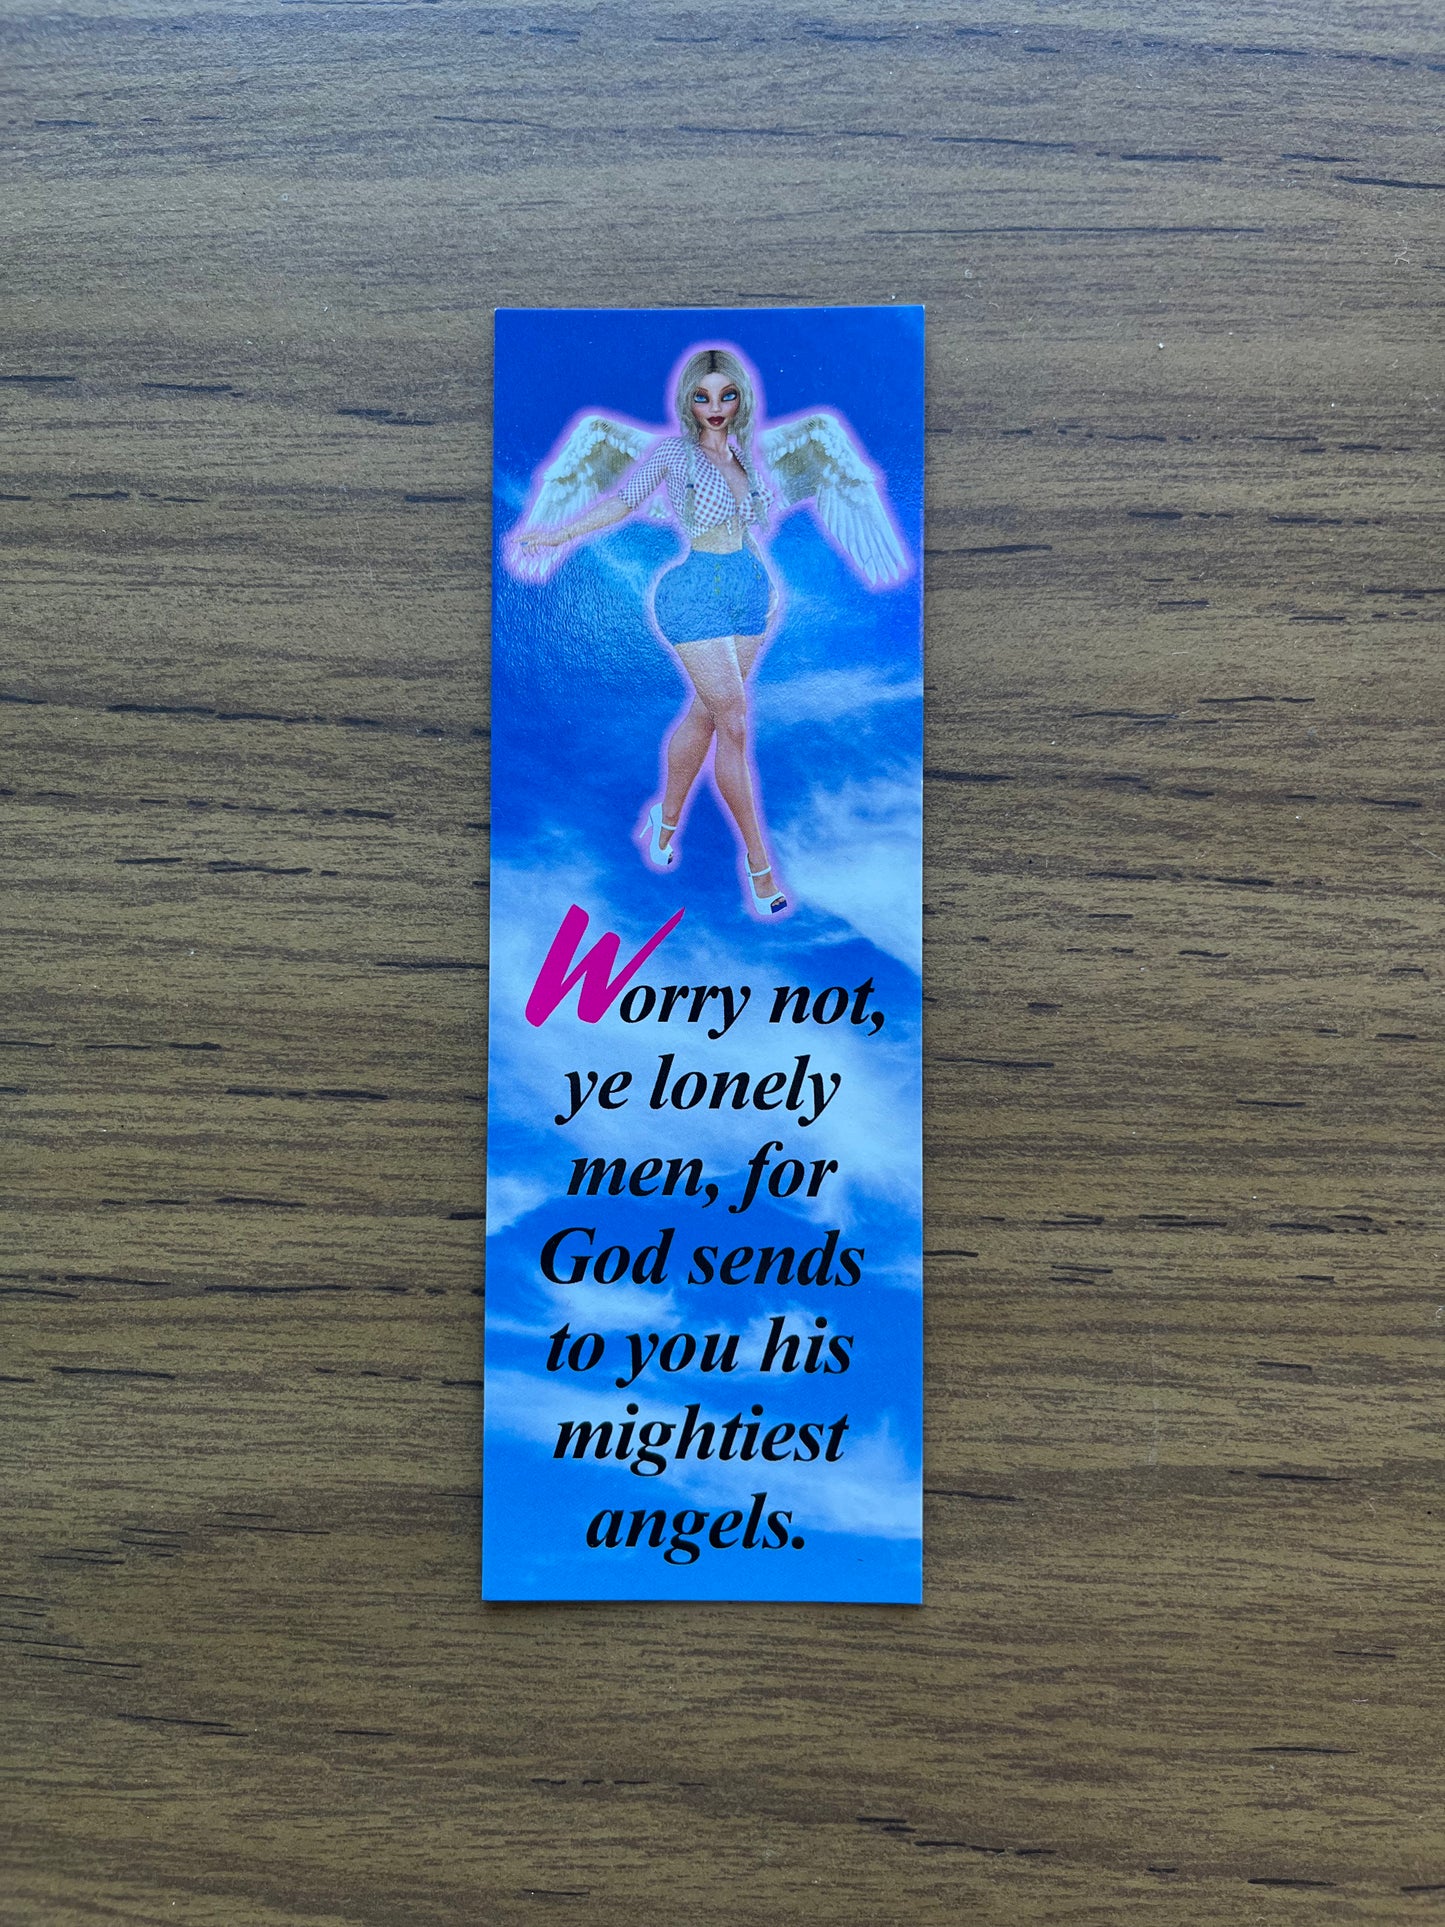 Worry not,
ye lonely
men, for
God sends
to you his
mightiest
angels.